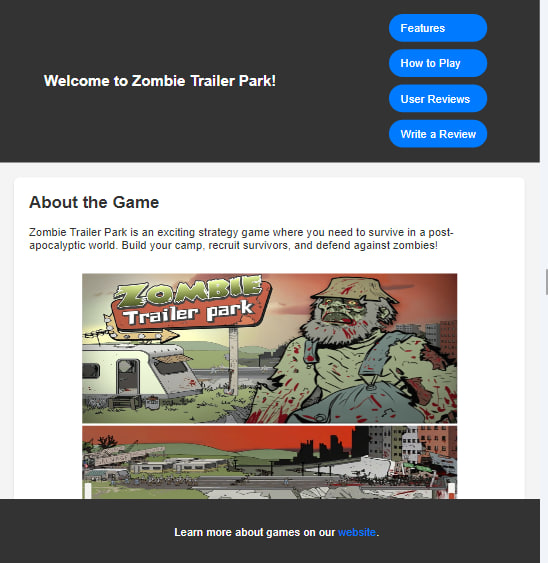 Welcome to Zombie Trailer Park!
Features
How to Play
User Reviews
Write a Review
About the Game
Zombie Trailer Park is an exciting strategy game where you need to survive in a post-
apocalyptic world. Build your camp, recruit survivors, and defend against zombies!
ZOMBIE
Trailer park
Learn more about games on our website.